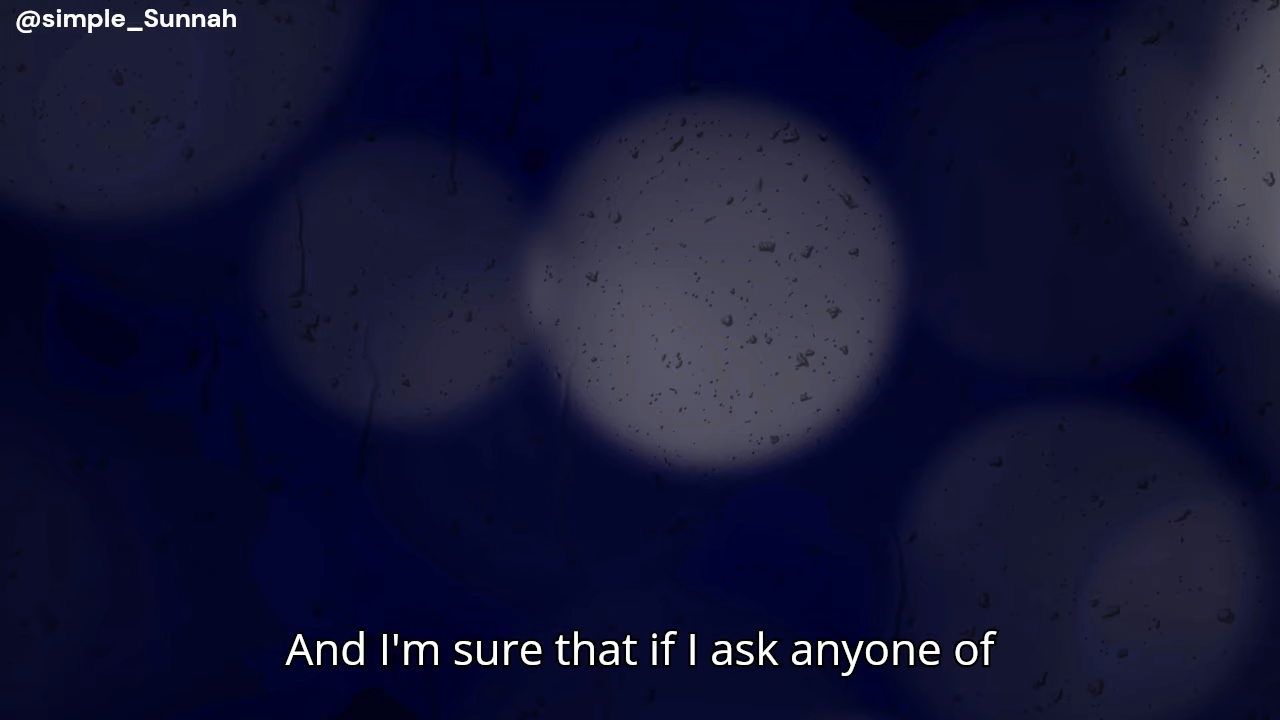 @simple_Sunnah
And I'm sure that if I ask anyone of